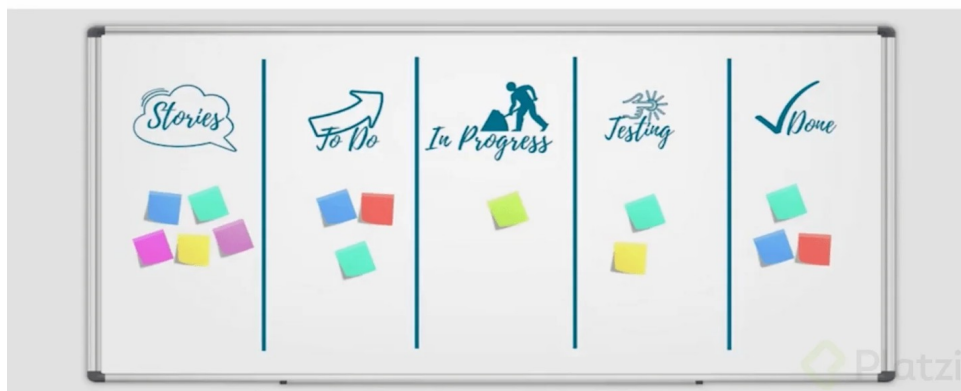 Stories
To Do
In Progress
Testing
Done
Platzi